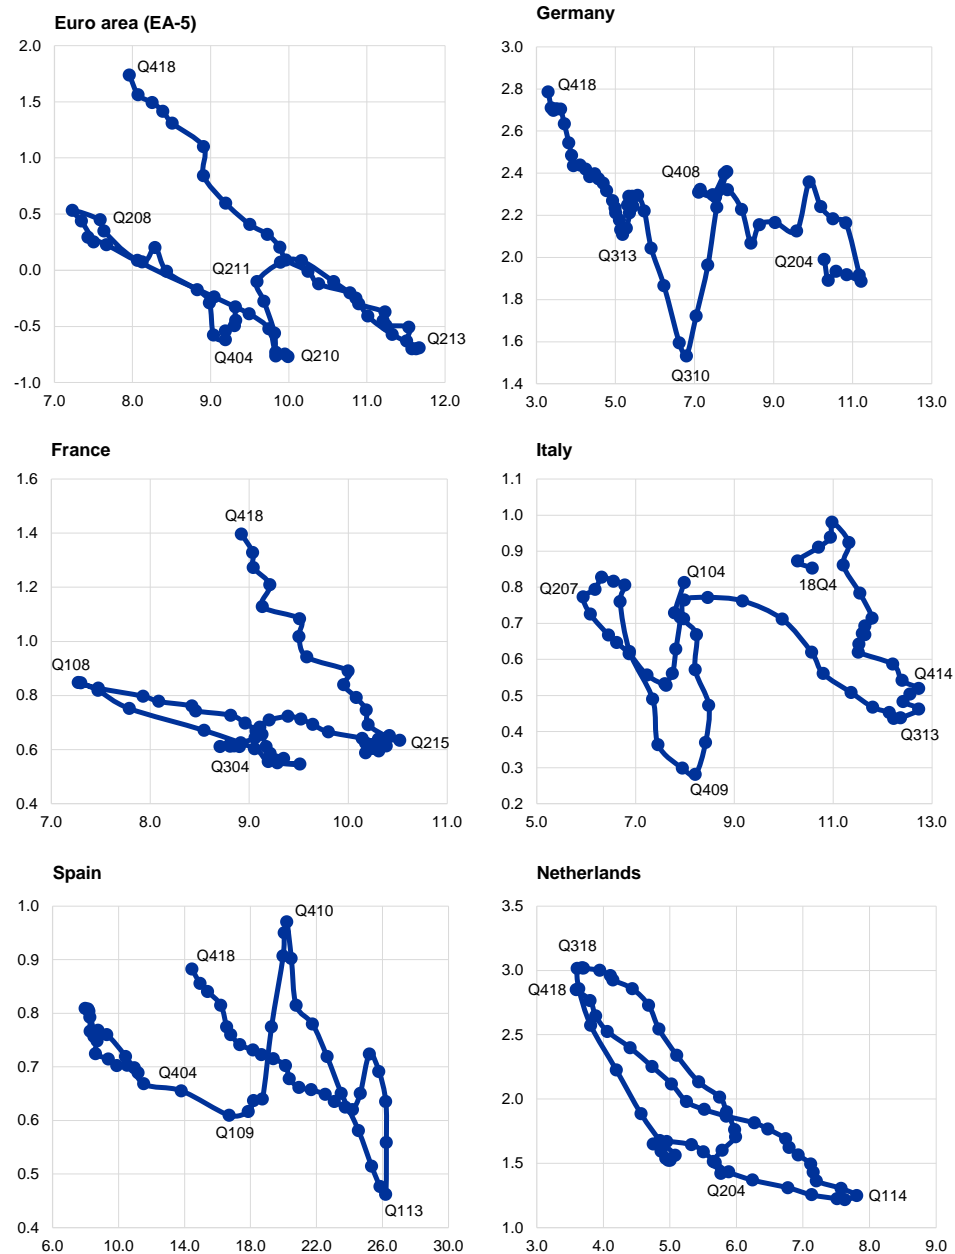 Euro area (EA-5)
2.0
1.5
1.0
0.5
0.0
-0.5
-1.0
7.0 8.0 9.0 10.0 11.0 12.0
Q418
Q208
Q211
Q404
Q210
Q213
Germany
3.0
2.8
2.6
2.4
2.2
2.0
1.8
1.6
1.4
3.0 5.0 7.0 9.0 11.0 13.0
Q418
Q408
Q313
Q204
Q310
France
1.6
1.4
1.2
1.0
0.8
0.6
0.4
7.0 8.0 9.0 10.0 11.0
Q418
Q108
Q215
Q304
Italy
1.1
1.0
0.9
0.8
0.7
0.6
0.5
0.4
0.3
0.2
5.0 7.0 9.0 11.0 13.0
Q207
Q104
18Q4
Q414
Q313
Q409
Spain
1.0
0.9
0.8
0.7
0.6
0.5
0.4
6.0 10.0 14.0 18.0 22.0 26.0 30.0
Q410
Q418
Q404
Q109
Q113
Netherlands
3.5
3.0
2.5
2.0
1.5
1.0
3.0 4.0 5.0 6.0 7.0 8.0 9.0
Q318
Q418
Q204
Q114